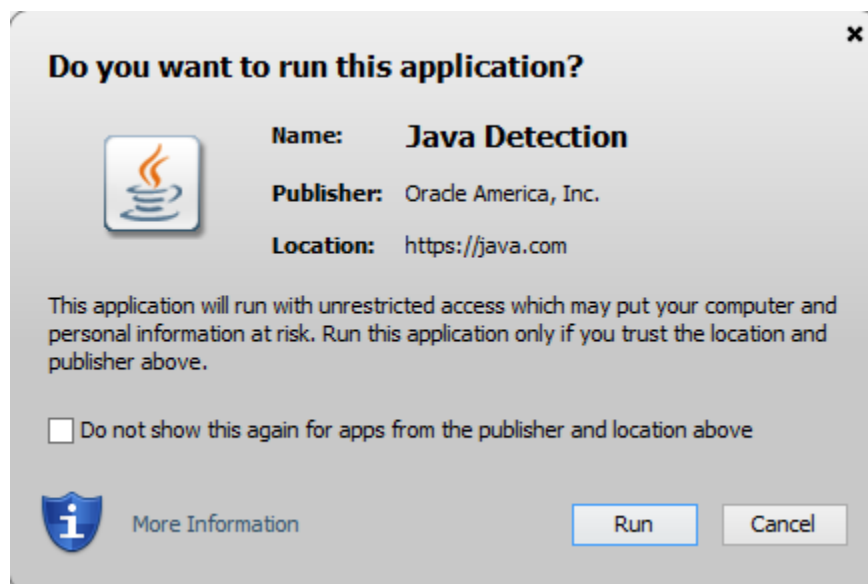 Do you want to run this application?
Name: Java Detection
Publisher: Oracle America, Inc.
Location: https://java.com
This application will run with unrestricted access which may put your computer and
personal information at risk. Run this application only if you trust the location and
publisher above.
Do not show this again for apps from the publisher and location above
More Information
Run
Cancel